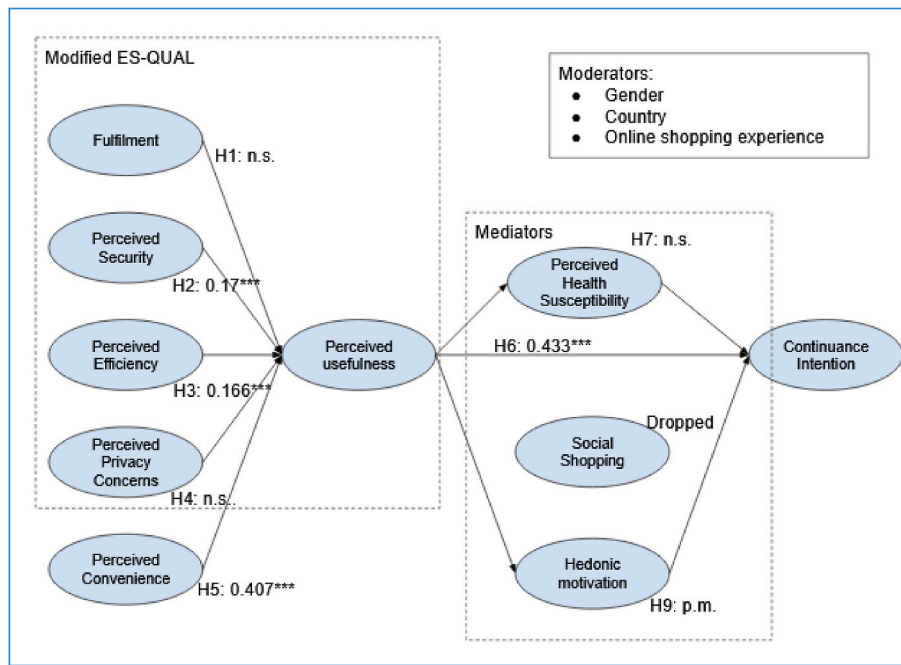 Modified ES-QUAL
Moderators:
● Gender
● Country
● Online shopping experience
Fulfilment
H1: n.s.
Perceived
Security
H2: 0.17***
Mediators
H7: n.s.
Perceived
Health
Susceptibility
Perceived
Efficiency
H3: 0.166***
Perceived
usefulness
H6: 0.433***
Continuance
Intention
Dropped
Social
Shopping
Perceived
Privacy
Concerns
H4: n.s..
Perceived
Convenience
H5: 0.407***
Hedonic
motivation
H9: p.m.